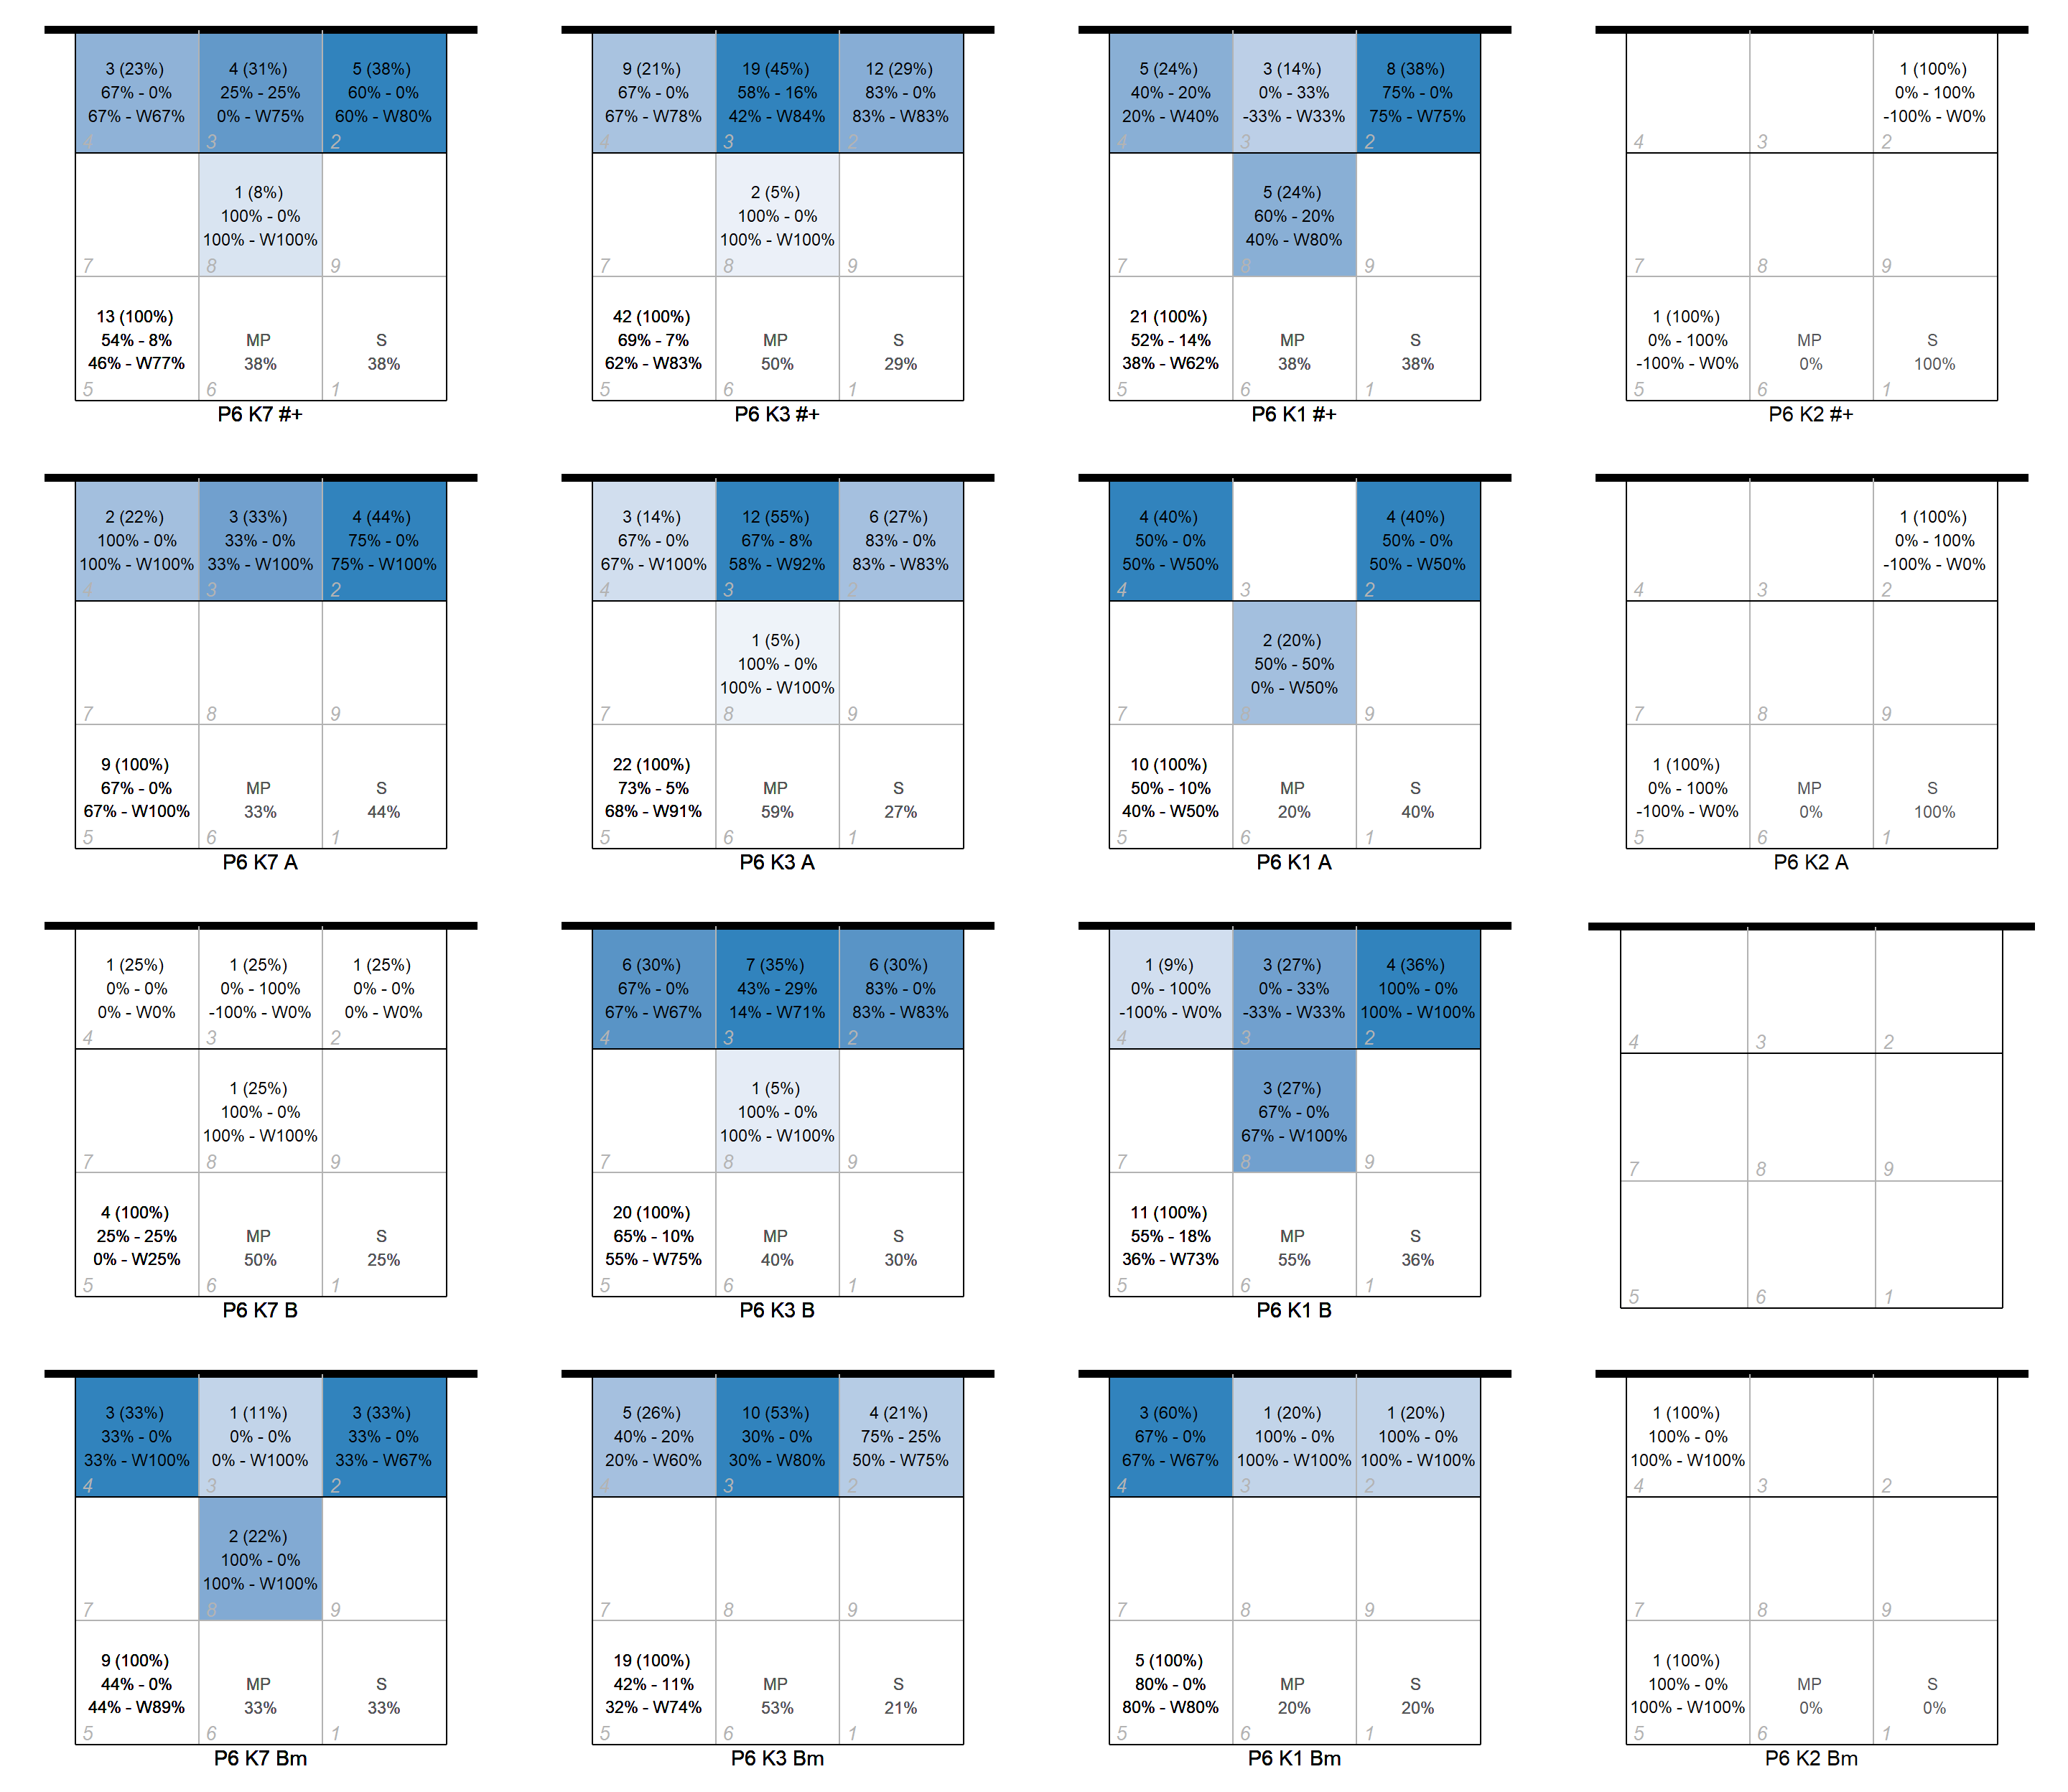 3 (23%)
67% - 0%
67% - W67%
4
4 (31%)
25% - 25%
0% - W75%
3
5 (38%)
60% - 0%
60% - W80%
2
7
1 (8%)
100% - 0%
100% - W100%
8
9
13 (100%)
54% - 8%
46% - W77%
5
MP
38%
6
S
38%
1
P6 K7 #+
9 (21%)
67% - 0%
67% - W78%
4
19 (45%)
58% - 16%
42% - W84%
3
12 (29%)
83% - 0%
83% - W83%
2
7
2 (5%)
100% - 0%
100% - W100%
8
9
42 (100%)
69% - 7%
62% - W83%
5
MP
50%
6
S
29%
1
P6 K3 #+
5 (24%)
40% - 20%
20% - W40%
4
3 (14%)
0% - 33%
-33% - W33%
3
8 (38%)
75% - 0%
75% - W75%
2
7
5 (24%)
60% - 20%
40% - W80%
8
9
21 (100%)
52% - 14%
38% - W62%
5
MP
38%
6
S
38%
1
P6 K1 #+
4
3
1 (100%)
0% - 100%
-100% - W0%
2
7
8
9
1 (100%)
0% - 100%
-100% - W0%
5
MP
0%
6
S
100%
1
P6 K2 #+
2 (22%)
100% - 0%
100% - W100%
4
3 (33%)
33% - 0%
33% - W100%
3
4 (44%)
75% - 0%
75% - W100%
2
7
8
9
9 (100%)
67% - 0%
67% - W100%
5
MP
33%
6
S
44%
1
P6 K7 A
3 (14%)
67% - 0%
67% - W100%
4
12 (55%)
67% - 8%
58% - W92%
3
6 (27%)
83% - 0%
83% - W83%
2
7
1 (5%)
100% - 0%
100% - W100%
8
9
22 (100%)
73% - 5%
68% - W91%
5
MP
59%
6
S
27%
1
P6 K3 A
4 (40%)
50% - 0%
50% - W50%
4
3
4 (40%)
50% - 0%
50% - W50%
2
7
2 (20%)
50% - 50%
0% - W50%
8
9
10 (100%)
50% - 10%
40% - W50%
5
MP
20%
6
S
40%
1
P6 K1 A
4
3
1 (100%)
0% - 100%
-100% - W0%
2
7
8
9
1 (100%)
0% - 100%
-100% - W0%
5
MP
0%
6
S
100%
1
P6 K2 A
1 (25%)
0% - 0%
0% - W0%
4
1 (25%)
0% - 100%
-100% - W0%
3
1 (25%)
0% - 0%
0% - W0%
2
7
1 (25%)
100% - 0%
100% - W100%
8
9
4 (100%)
25% - 25%
0% - W25%
5
MP
50%
6
S
25%
1
P6 K7 B
6 (30%)
67% - 0%
67% - W67%
4
7 (35%)
43% - 29%
14% - W71%
3
6 (30%)
83% - 0%
83% - W83%
2
7
1 (5%)
100% - 0%
100% - W100%
8
9
20 (100%)
65% - 10%
55% - W75%
5
MP
40%
6
S
30%
1
P6 K3 B
1 (9%)
0% - 100%
-100% - W0%
4
3 (27%)
0% - 33%
-33% - W33%
3
4 (36%)
100% - 0%
100% - W100%
2
7
3 (27%)
67% - 0%
67% - W100%
8
9
11 (100%)
55% - 18%
36% - W73%
5
MP
55%
6
S
36%
1
P6 K1 B
4
3
2
7
8
9
5
6
1
3 (33%)
33% - 0%
33% - W100%
4
1 (11%)
0% - 0%
0% - W100%
3
3 (33%)
33% - 0%
33% - W67%
2
7
2 (22%)
100% - 0%
100% - W100%
8
9
9 (100%)
44% - 0%
44% - W89%
5
MP
33%
6
S
33%
1
P6 K7 Bm
5 (26%)
40% - 20%
20% - W60%
4
10 (53%)
30% - 0%
30% - W80%
3
4 (21%)
75% - 25%
50% - W75%
2
7
8
9
19 (100%)
42% - 11%
32% - W74%
5
MP
53%
6
S
21%
1
P6 K3 Bm
3 (60%)
67% - 0%
67% - W67%
4
1 (20%)
100% - 0%
100% - W100%
3
1 (20%)
100% - 0%
100% - W100%
2
7
8
9
5 (100%)
80% - 0%
80% - W80%
5
MP
20%
6
S
20%
1
P6 K1 Bm
1 (100%)
100% - 0%
100% - W100%
4
3
2
7
8
9
1 (100%)
100% - 0%
100% - W100%
5
MP
0%
6
S
0%
1
P6 K2 Bm